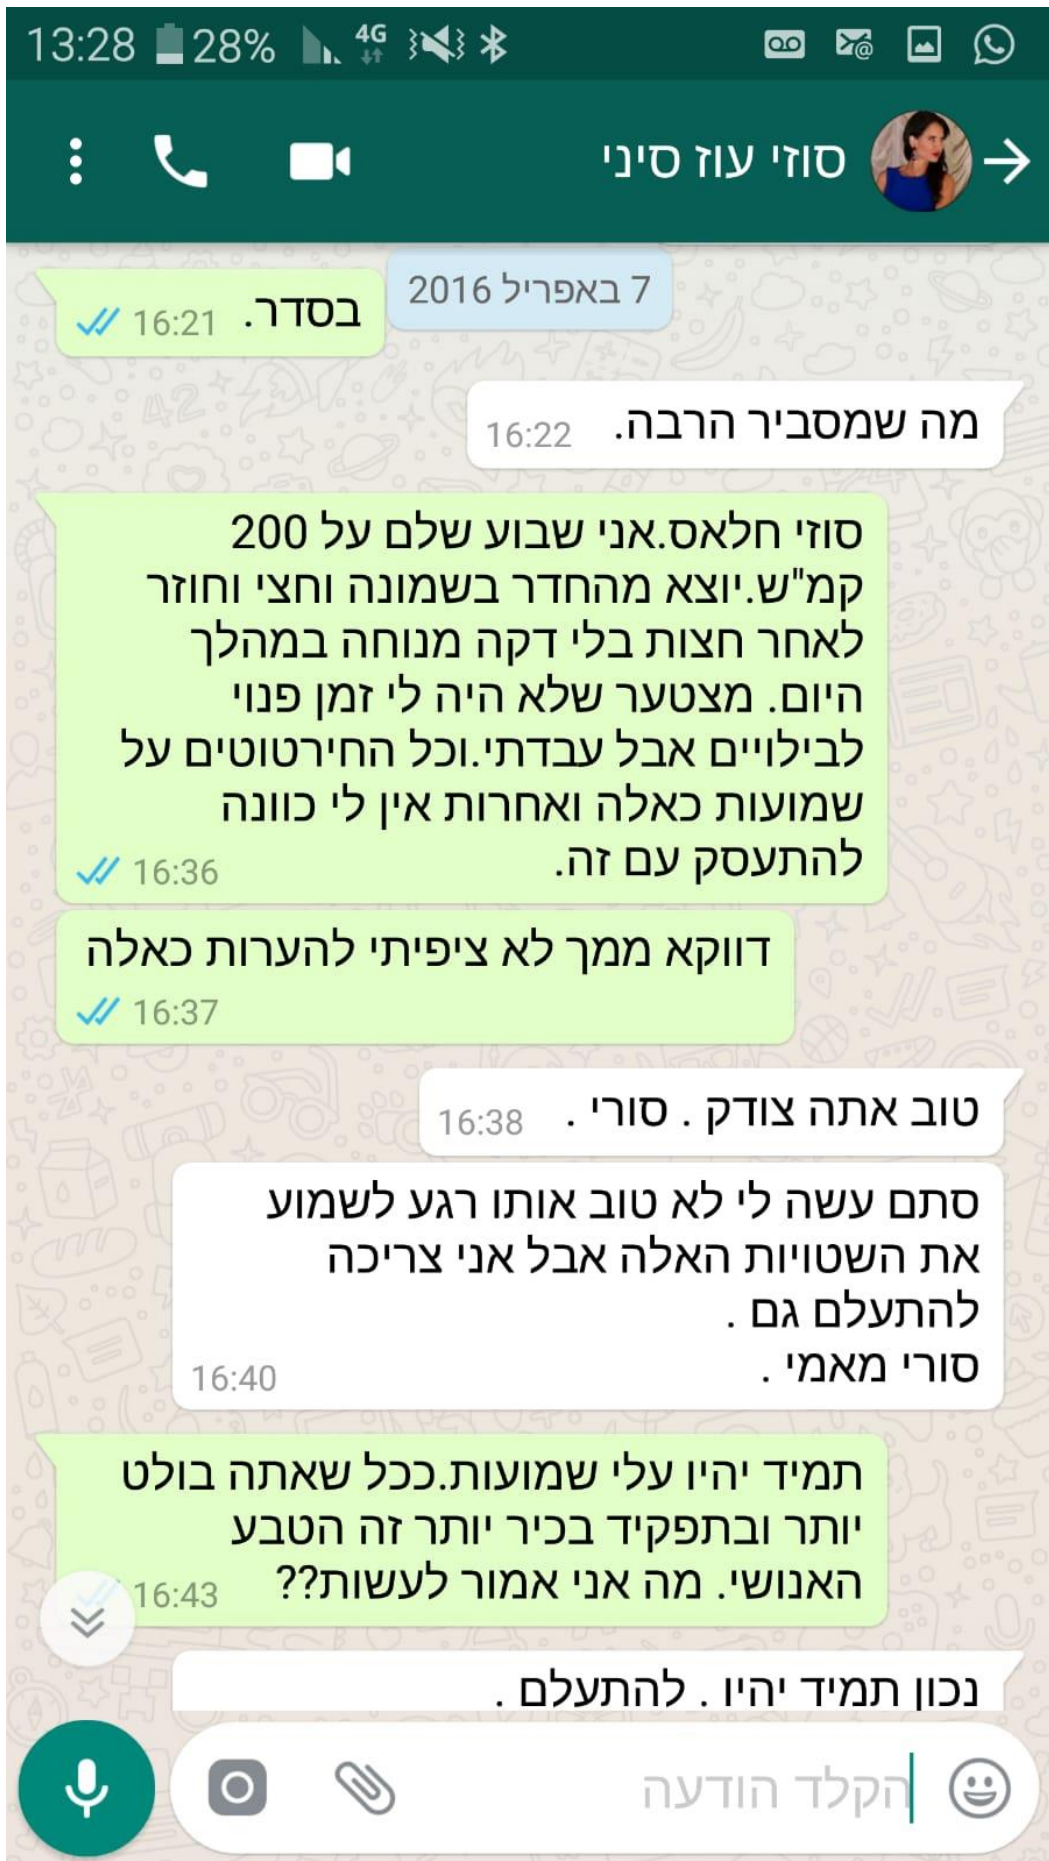 13:28 28% 4G
סוזי עוז סיני
7 באפריל 2016
בסדר. 16:21
מה שמסביר הרבה. 16:22
סוזי חלאס.אני שבוע שלם על 200
קמ"ש.יוצא מהחדר בשמונה וחצי וחוזר
לאחר חצות בלי דקה מנוחה במהלך
היום. מצטער שלא היה לי זמן פנוי
לבילויים אבל עבדתי.וכל החירטוטים על
שמועות כאלה ואחרות אין לי כוונה
להתעסק עם זה. 16:36
דווקא ממך לא ציפיתי להערות כאלה
16:37
טוב אתה צודק . סורי . 16:38
סתם עשה לי לא טוב אותו רגע לשמוע
את השטויות האלה אבל אני צריכה
להתעלם גם .
סורי מאמי . 16:40
תמיד יהיו עלי שמועות.ככל שאתה בולט
יותר ובתפקיד בכיר יותר זה הטבע
האנושי. מה אני אמור לעשות?? 16:43
נכון תמיד יהיו . להתעלם .
הקלד הודעה